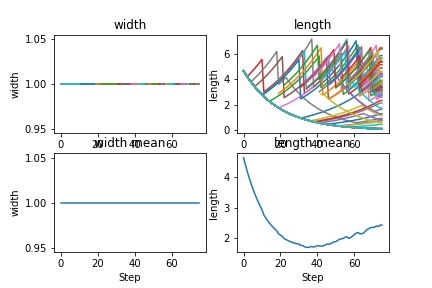 width
length
1.05
1.00
0.95
width
0 20 40 60
6
4
2
0
length
0 20 40 60
width mean
length mean
1.05
1.00
0.95
width
0 20 40 60
Step
4
3
2
length
0 20 40 60
Step